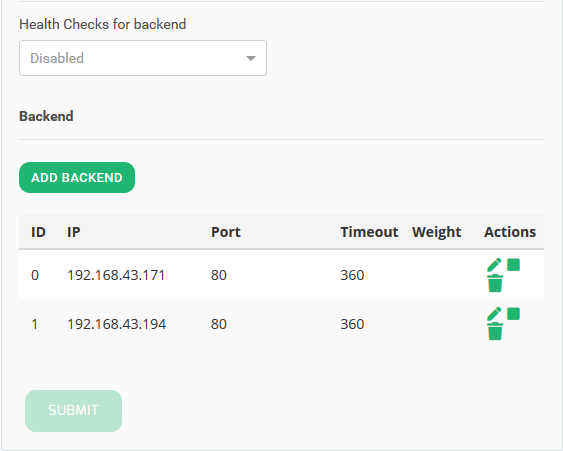 Health Checks for backend
Disabled
Backend
ADD BACKEND
ID IP Port Timeout Weight Actions
0 192.168.43.171 80 360
1 192.168.43.194 80 360
SUBMIT